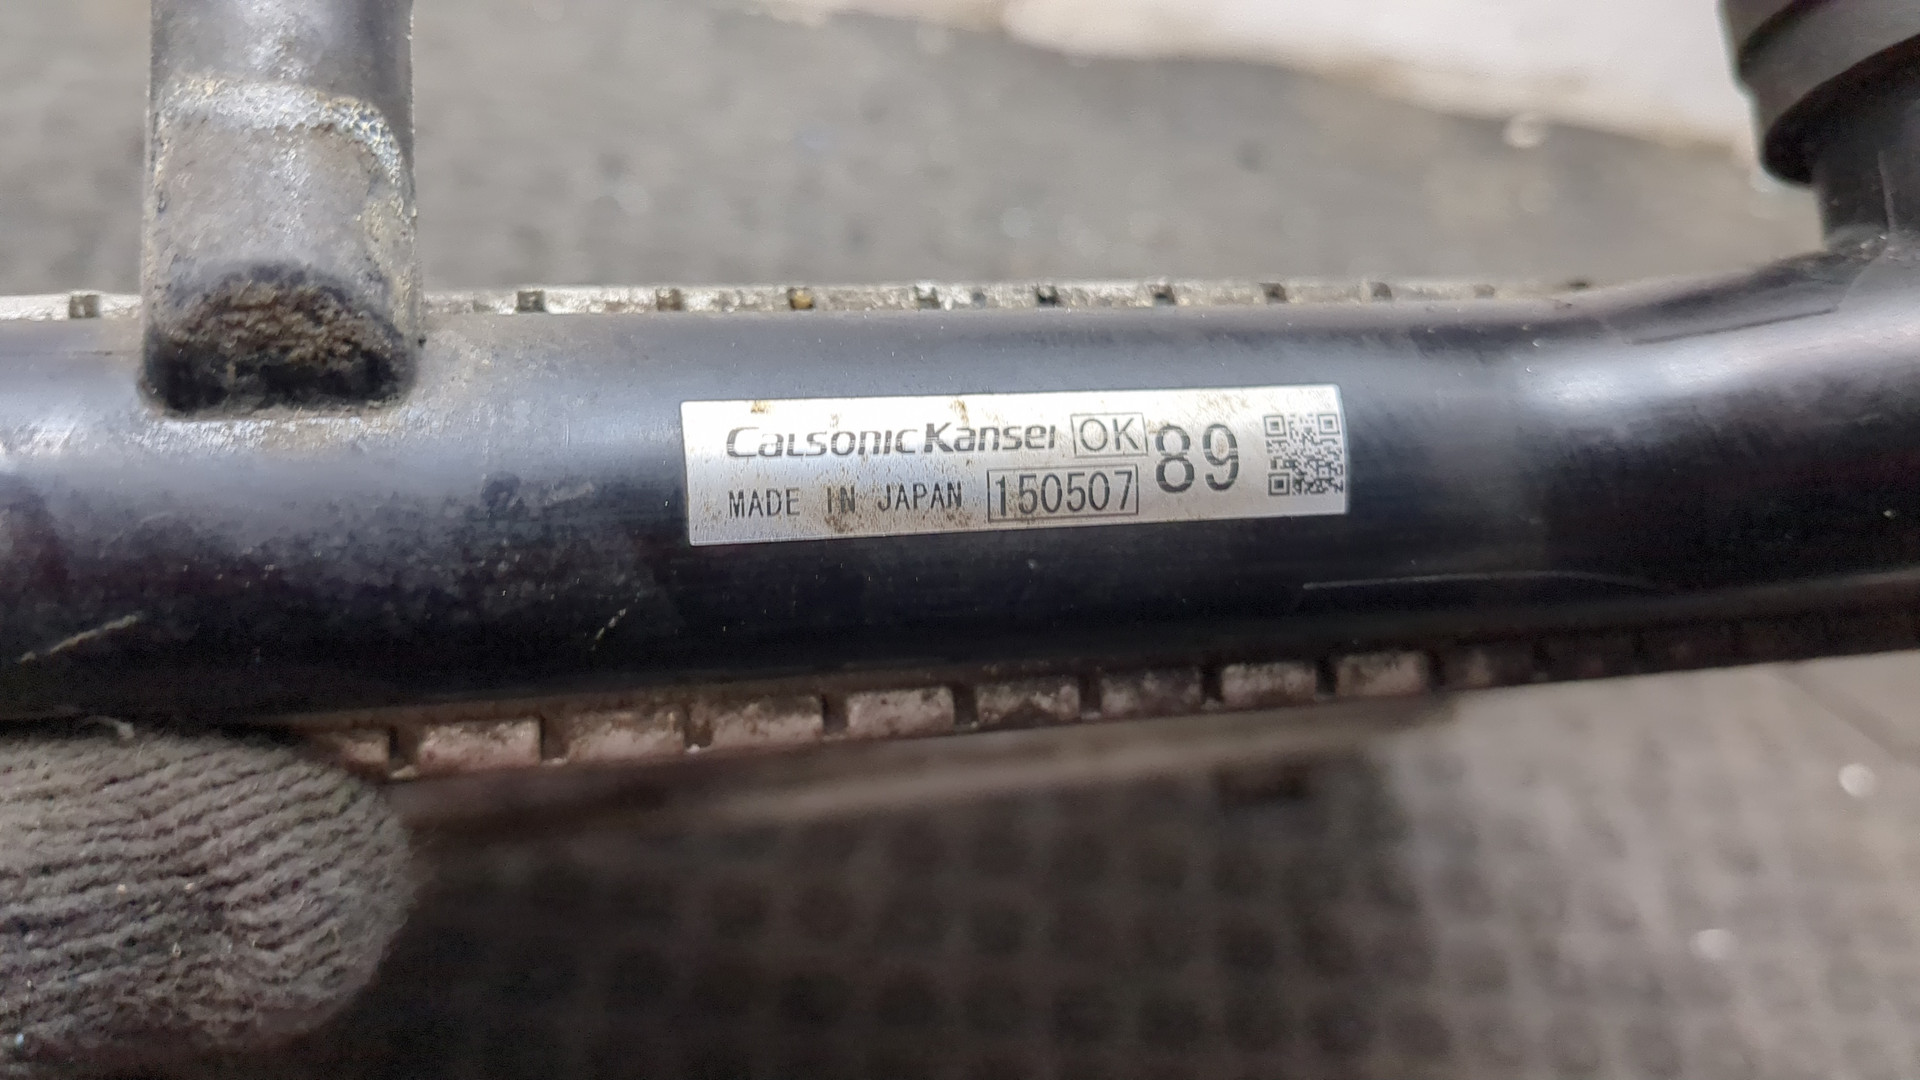 CalsonicKansei OK 89
MADE IN JAPAN 150507